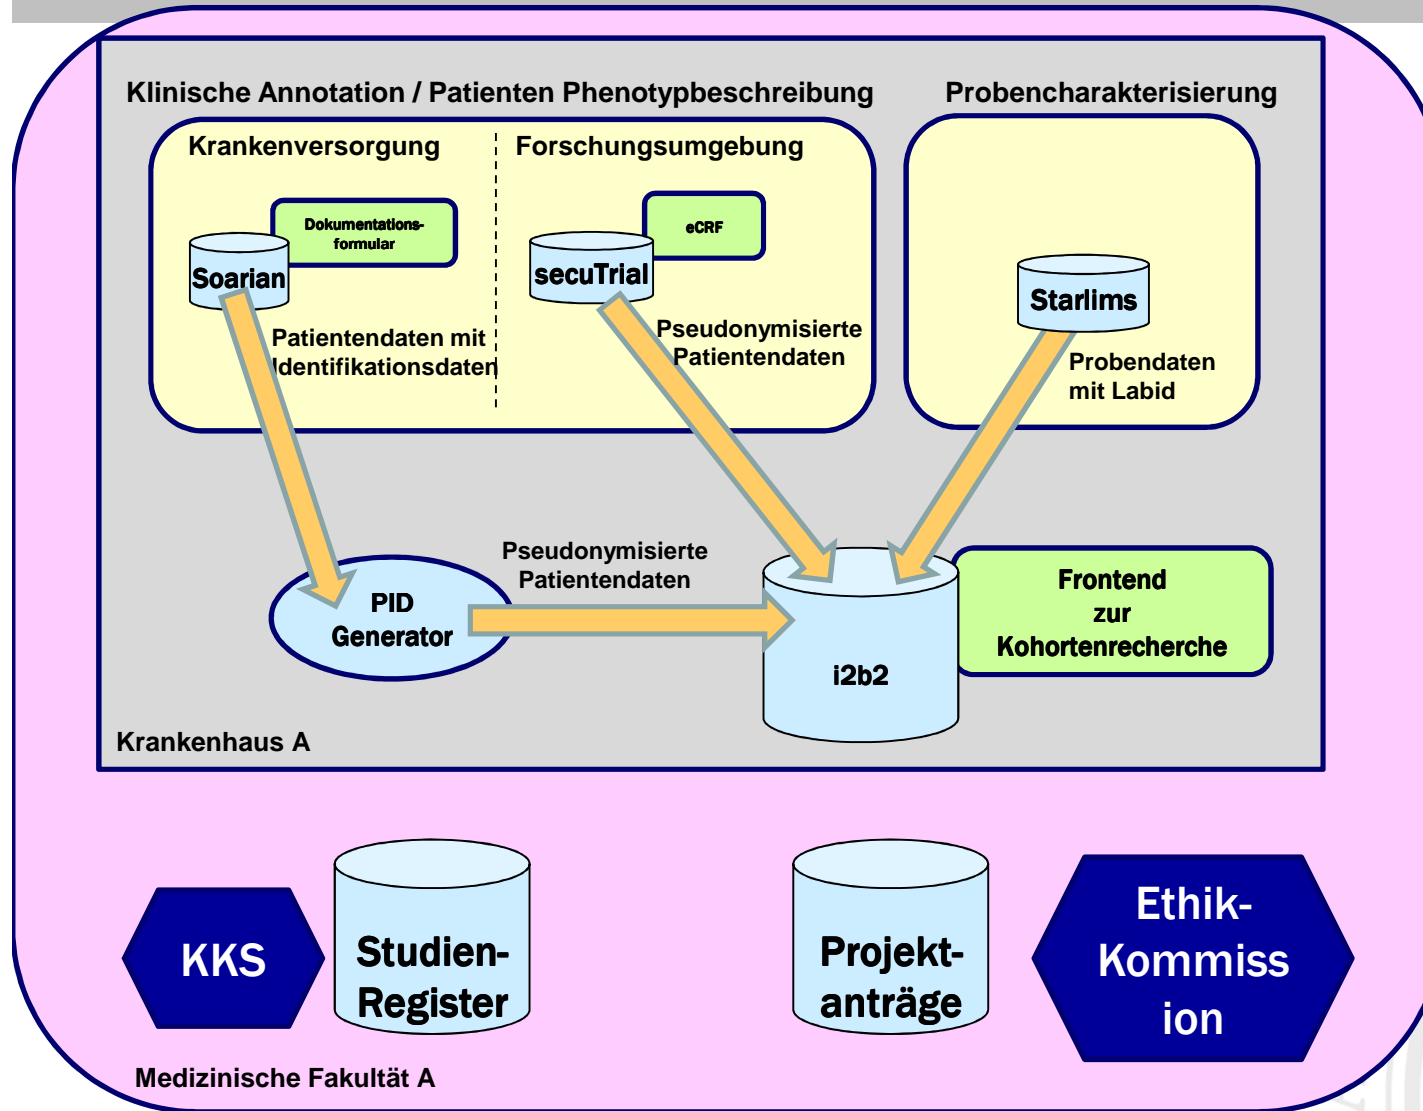 Klinische Annotation / Patienten Phenotypbeschreibung
Probencharakterisierung
Krankenversorgung
Forschungsumgebung
Dokumentations-
formular
eCRF
Soarian
secuTrial
Starlims
Patientendaten mit
Identifikationsdaten
Pseudonymisierte
Patientendaten
Probendaten
mit Labid
Pseudonymisierte
Patientendaten
PID
Generator
i2b2
Frontend
zur
Kohortenrecherche
Krankenhaus A
KKS
Studien-
Register
Projekt-
anträge
Ethik-
Kommiss
ion
Medizinische Fakultät A